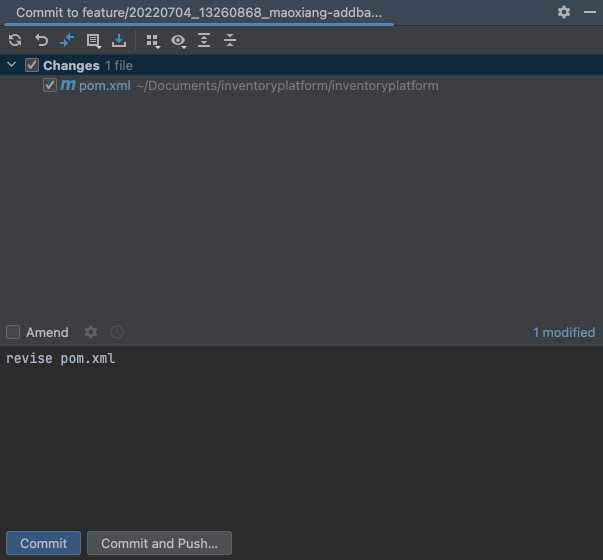 Commit to feature/20220704_13260868_maoxiang-addba...
Changes 1 file
m pom.xml ~/Documents/inventoryplatform/inventoryplatform
Amend
1 modified
revise pom.xml
Commit
Commit and Push...